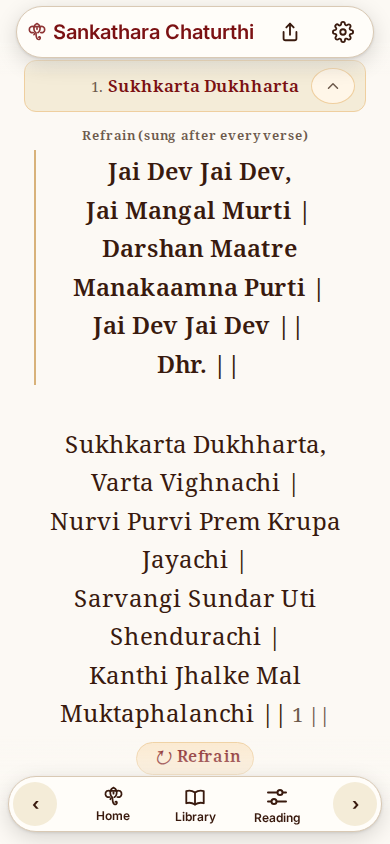 Sankathara Chaturthi
1. Sukhkarta Dukhharta
Refrain (sung after every verse)
Jai Dev Jai Dev,
Jai Mangal Murti |
Darshan Maatre
Manakaamna Purti |
Jai Dev Jai Dev ||
Dhr. ||
Sukhkarta Dukhharta,
Varta Vighnachi |
Nurvi Purvi Prem Krupa
Jayachi |
Sarvangi Sundar Uti
Shendurachi |
Kanthi Jhalke Mal
Muktaphalanchi || 1 ||
Refrain
‹ Home Library Reading ›